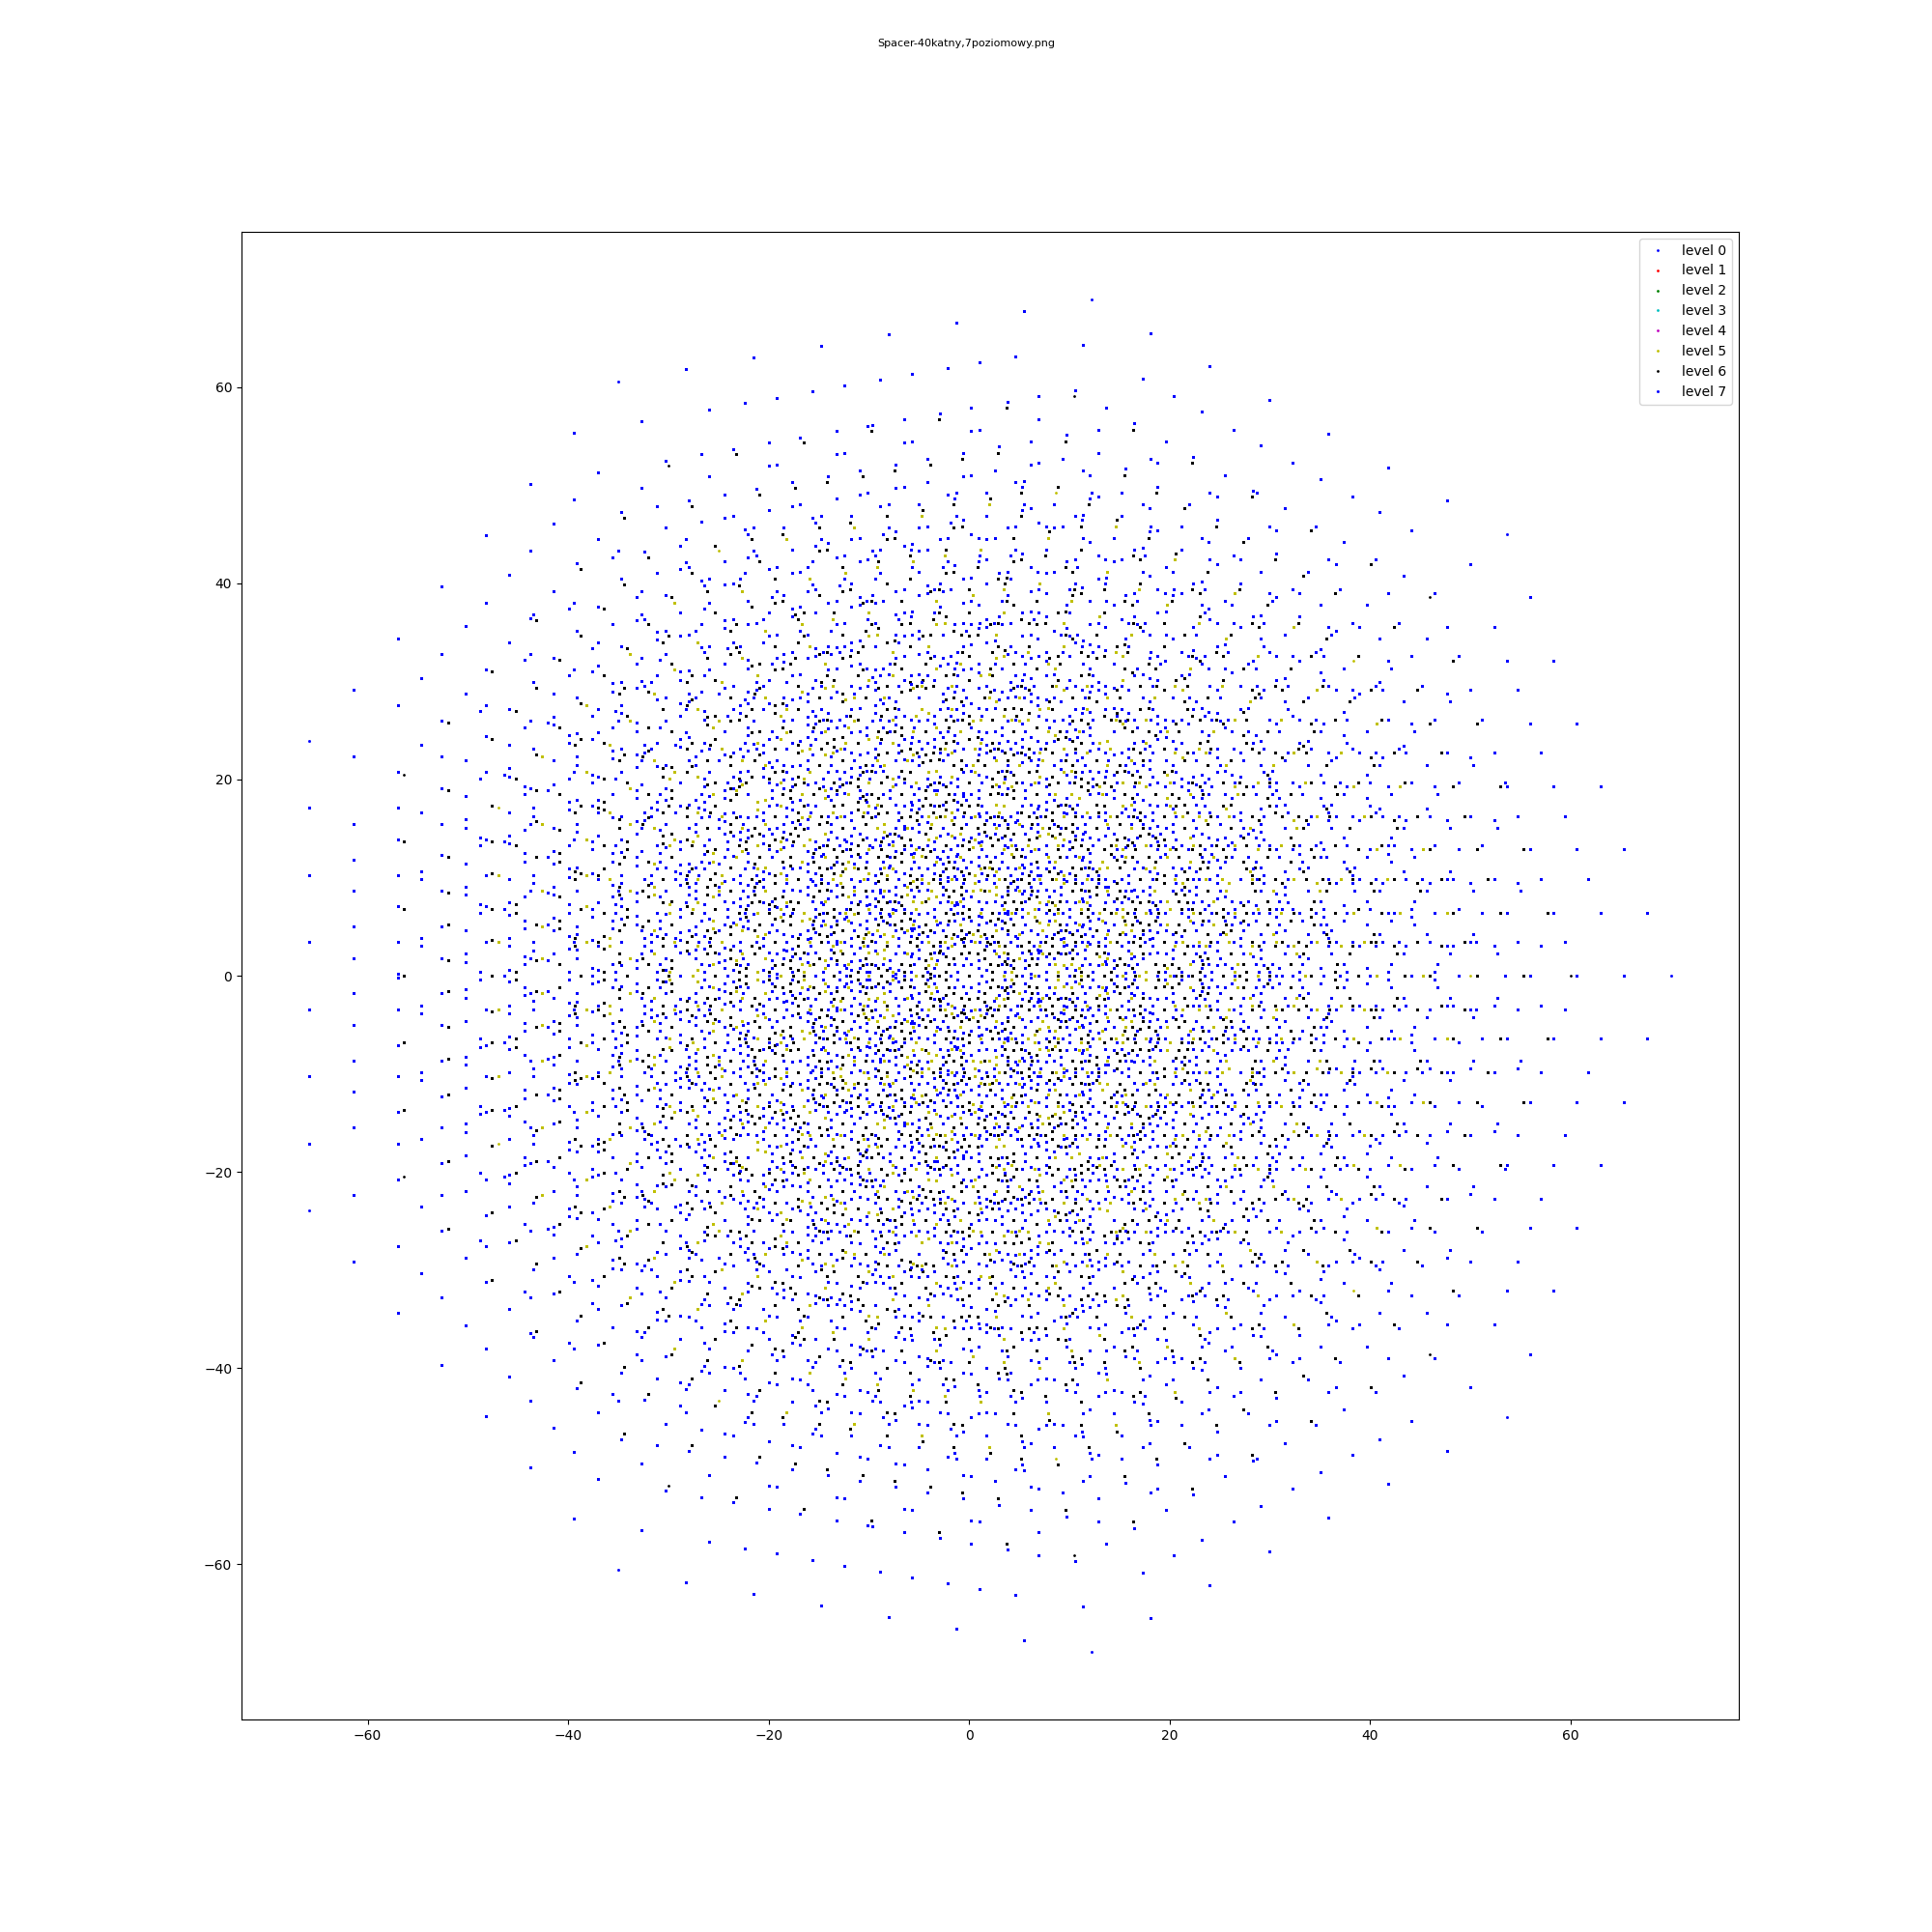 Spacer-40katny,7poziomowy.png
level 0
level 1
level 2
level 3
level 4
level 5
level 6
level 7
60
40
20
0
−20
−40
−60
−60
−40
−20
0
20
40
60